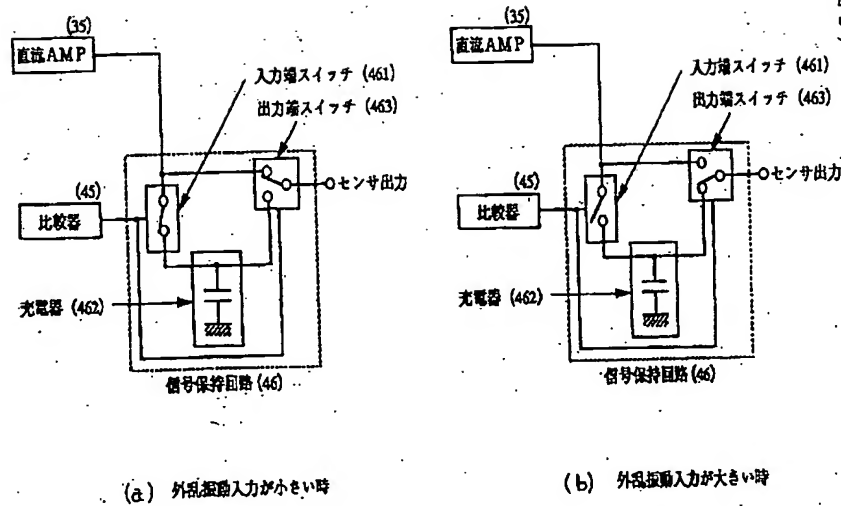 (35)
直流AMP
入力端スイッチ (461)
出力端スイッチ (463)
センサ出力
(45)
比較器
充電器 (462)
信号保持回路 (46)
(a) 外乱振動入力が小さい時
(35)
直流AMP
入力端スイッチ (461)
出力端スイッチ (463)
センサ出力
(45)
比較器
充電器 (462)
信号保持回路 (46)
(b) 外乱振動入力が大きい時